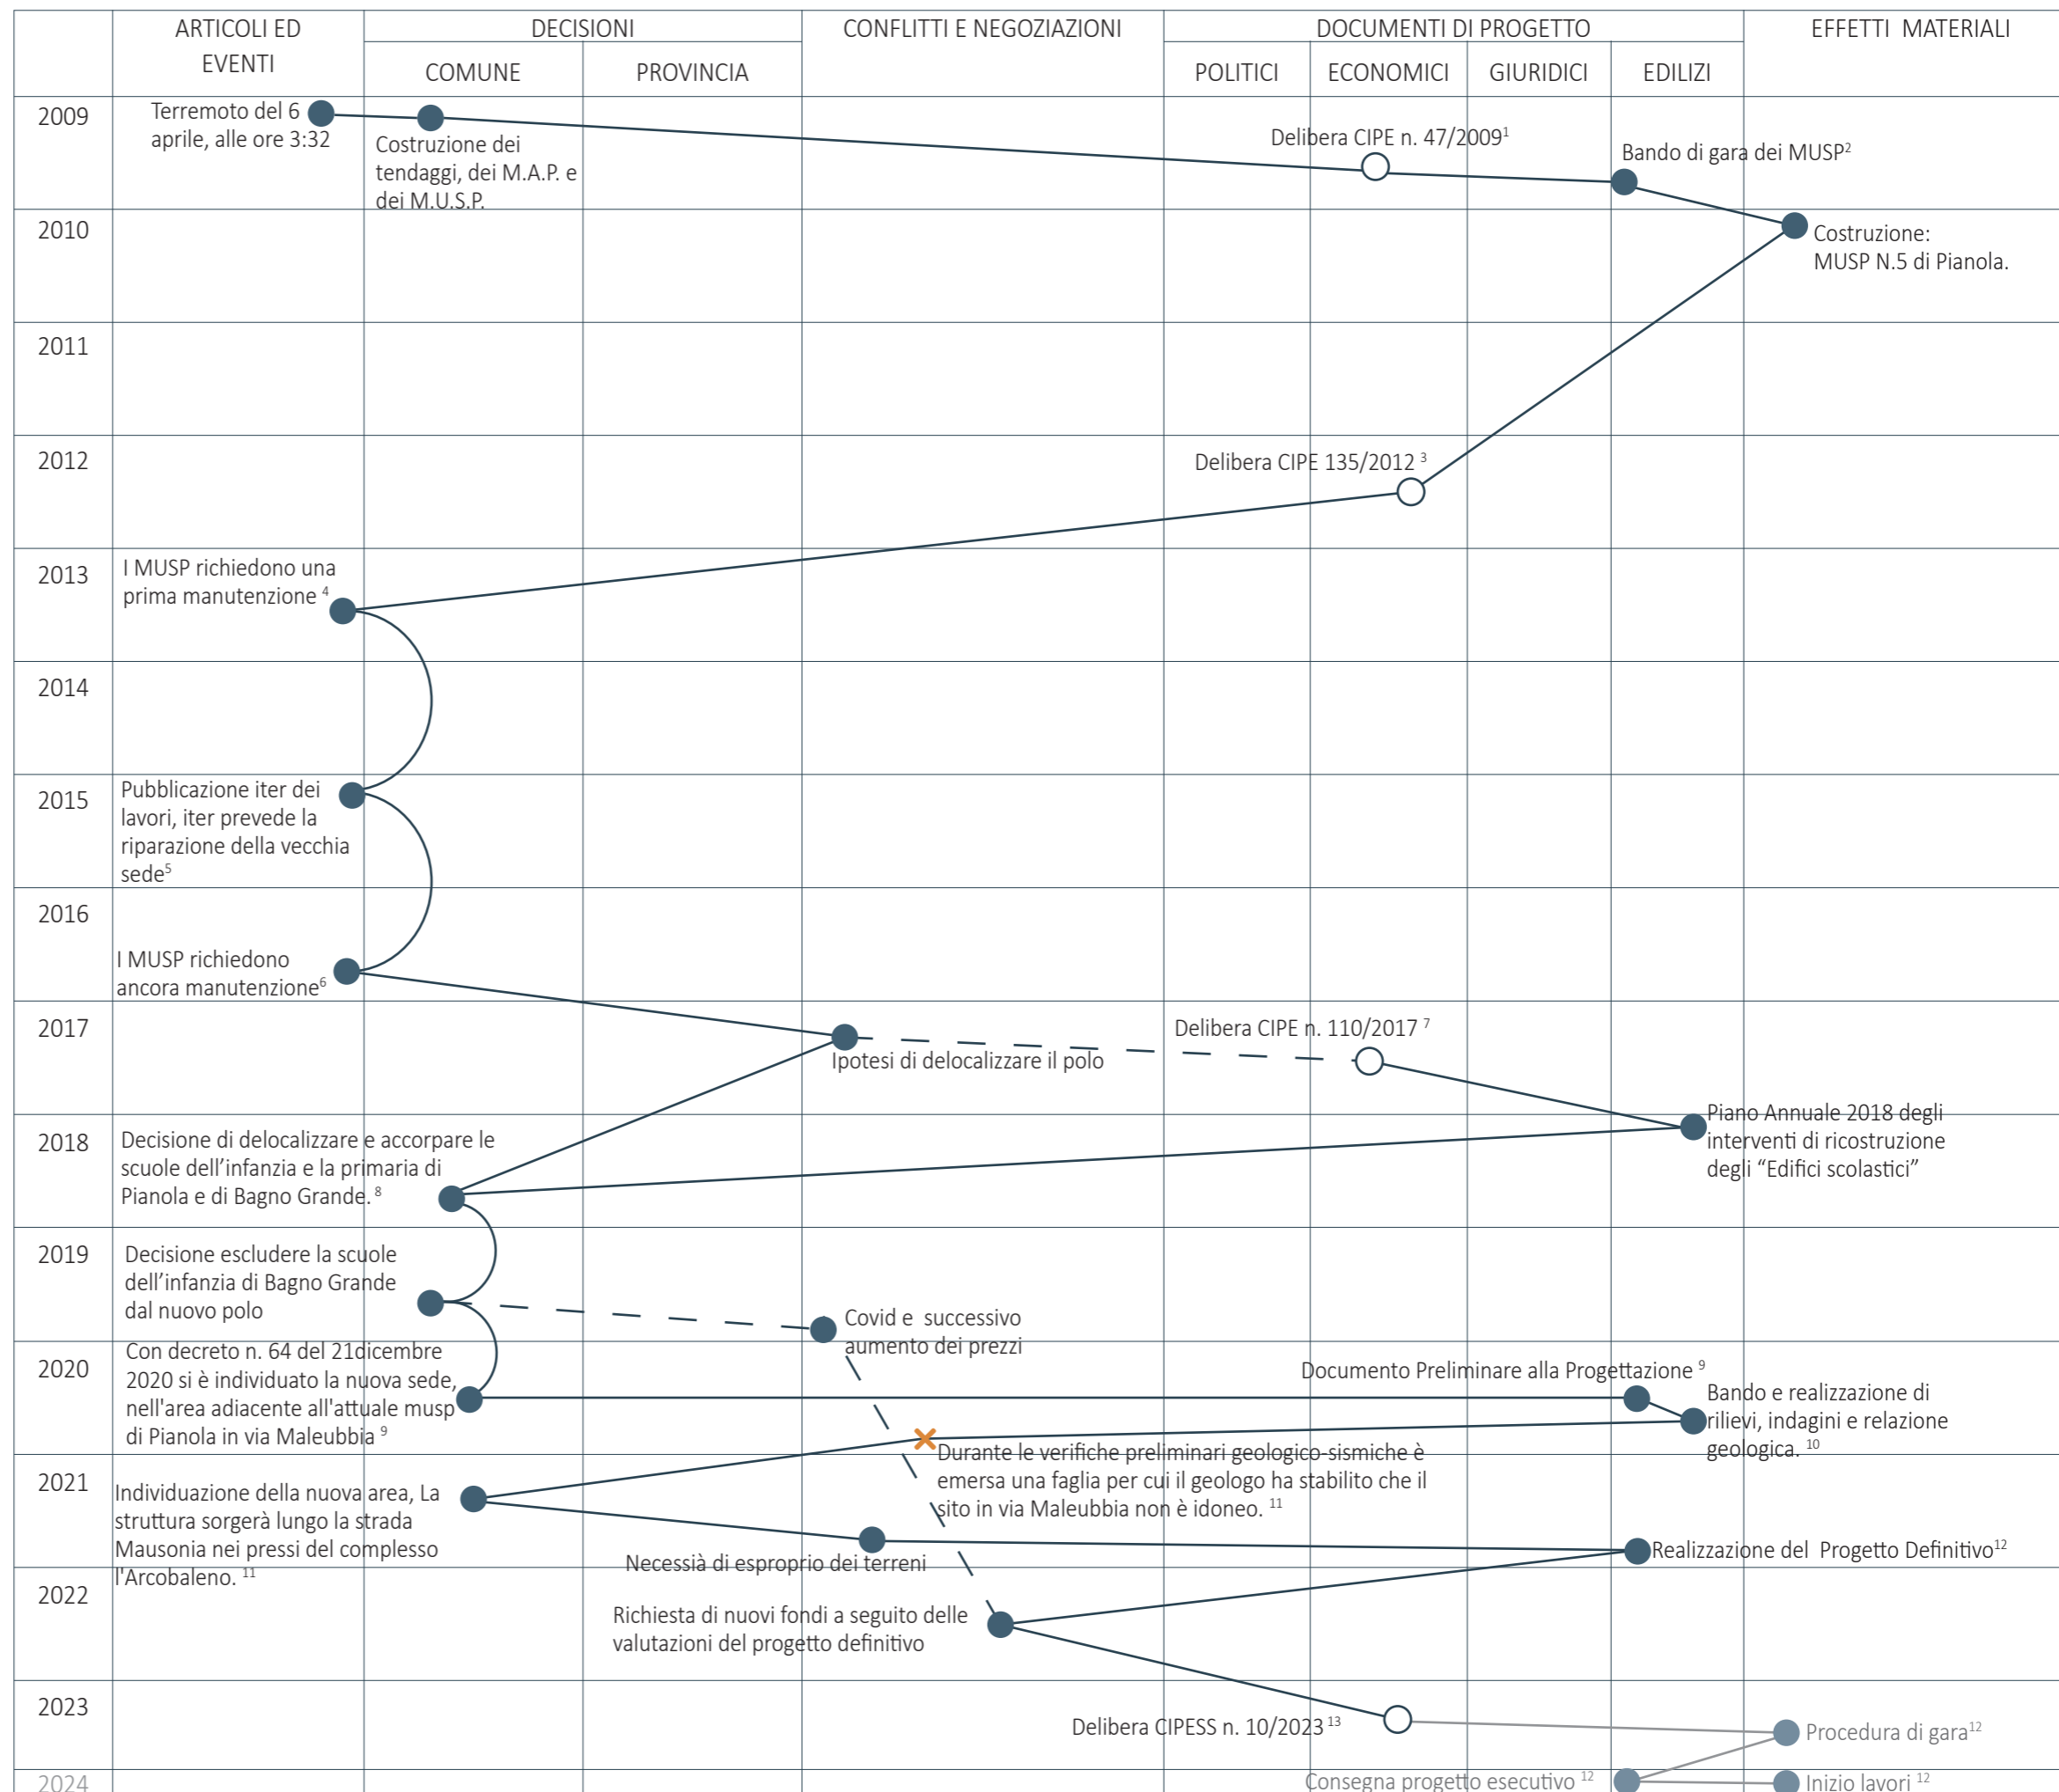 ARTICOLI ED
EVENTI
DECISIONI
CONFLITTI E NEGOZIAZIONI
DOCUMENTI DI PROGETTO
EFFETTI MATERIALI
COMUNE
PROVINCIA
POLITICI
ECONOMICI
GIURIDICI
EDILIZI
2009
Terremoto del 6
aprile, alle ore 3:32
Costruzione dei
tendaggi, dei M.A.P. e
dei M.U.S.P.
Delibera CIPE n. 47/2009¹
Bando di gara dei MUSP²
2010
Costruzione:
MUSP N.5 di Pianola.
2011
2012
Delibera CIPE 135/2012 ³
2013
I MUSP richiedono una
prima manutenzione ⁴
2014
2015
Pubblicazione iter dei
lavori, iter prevede la
riparazione della vecchia
sede⁵
2016
I MUSP richiedono
ancora manutenzione⁶
2017
Ipotesi di delocalizzare il polo
Delibera CIPE n. 110/2017 ⁷
2018
Decisione di delocalizzare e accorpare le
scuole dell’infanzia e la primaria di
Pianola e di Bagno Grande. ⁸
Piano Annuale 2018 degli
interventi di ricostruzione
degli “Edifici scolastici”
2019
Decisione escludere la scuole
dell’infanzia di Bagno Grande
dal nuovo polo
Covid e successivo
aumento dei prezzi
2020
Con decreto n. 64 del 21dicembre
2020 si è individuato la nuova sede,
nell'area adiacente all'attuale musp
di Pianola in via Maleubbia ⁹
Documento Preliminare alla Progettazione ⁹
Bando e realizzazione di
rilievi, indagini e relazione
geologica. ¹⁰
2021
Durante le verifiche preliminari geologico-sismiche è
emersa una faglia per cui il geologo ha stabilito che il
sito in via Maleubbia non è idoneo. ¹¹
Individuazione della nuova area, La
struttura sorgerà lungo la strada
Mausonia nei pressi del complesso
l'Arcobaleno. ¹¹
Necessià di esproprio dei terreni
Realizzazione del Progetto Definitivo¹²
2022
Richiesta di nuovi fondi a seguito delle
valutazioni del progetto definitivo
2023
Delibera CIPESS n. 10/2023 ¹³
Procedura di gara¹²
2024
Consegna progetto esecutivo ¹²
Inizio lavori ¹²